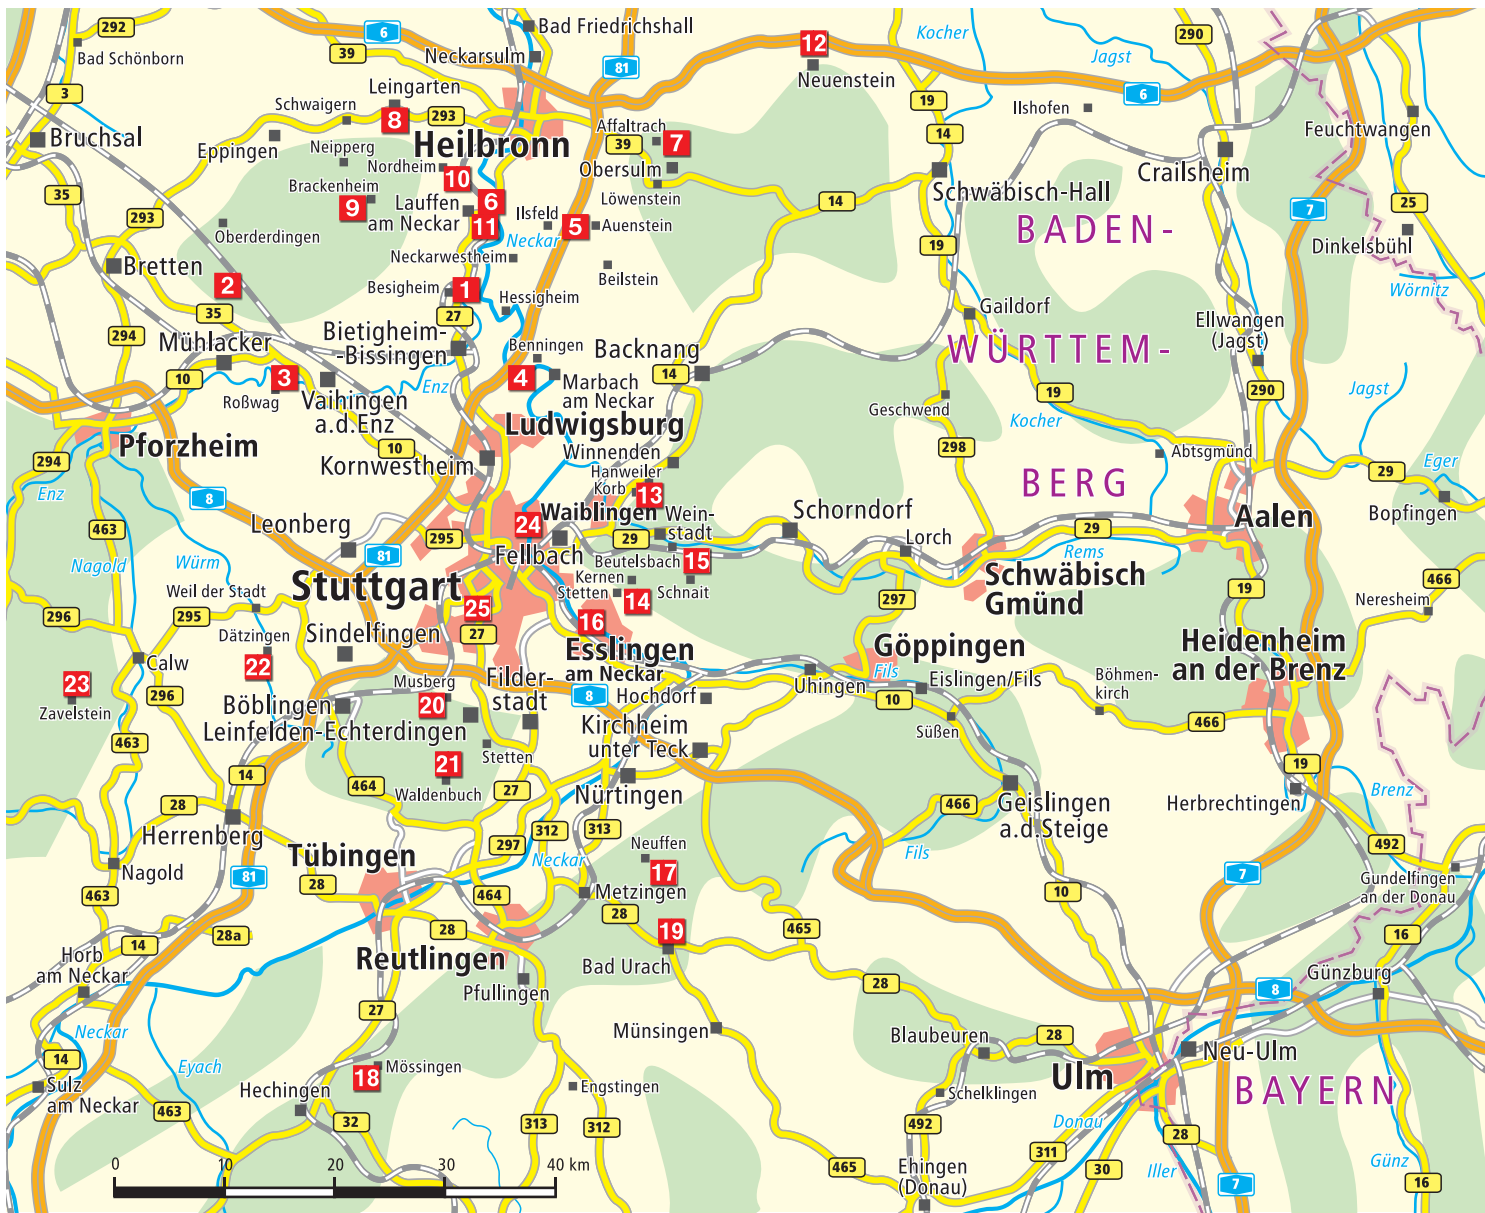 292
Bad Schönborn
3
Bruchsal
35
293
Bretten
294
6
39
Bad Friedrichshall
Neckarsulm
81
Leingarten
Schwaigern
8
293
Heilbronn
Eppingen
Neipperg
Nordheim
10
Brackenheim
9
Lauffen
am Neckar
6
11
Oberderdingen
Neckarwestheim
Ilsfeld
Neckar
5
Auenstein
Beilstein
Affaltrach
7
39
Obersulm
Löwenstein
12
Neuenstein
Kocher
Jagst
290
19
14
6
Ilshofen
Crailsheim
Feuchtwangen
Schwäbisch-Hall
14
19
BADEN-
7
25
Dinkelsbühl
Wörnitz
2
35
Besigheim
1
27
Hessigheim
Mühlacker
Bietigheim-
-Bissingen
Benningen
Backnang
14
10
3
Roßwag
Vaihingen
a.d.Enz
Enz
4
Marbach
am Neckar
Gaildorf
Ellwangen
(Jagst)
WÜRTTEM-
19
290
Jagst
Geschwend
Kocher
Pforzheim
10
Ludwigsburg
Kornwestheim
Winnenden
Hanweiler
Korb
13
298
Abtsgmünd
BERG
29
Eger
Bopfingen
294
Enz
8
463
Leonberg
81
295
24
Waiblingen
Wein-
stadt
Fellbach
29
Beutelsbach
15
Schorndorf
Lorch
29
Rems
Aalen
Nagold
Würm
Weil der Stadt
Stuttgart
25
27
Kernen
Stetten
14
Schnait
297
Schwäbisch
Gmünd
19
466
Neresheim
296
295
Dätzingen
22
Sindelfingen
16
Esslingen
am Neckar
Göppingen
Fils
Heidenheim
an der Brenz
Calw
23
Zavelstein
296
Musberg
20
Filder-
stadt
8
Hochdorf
Uhingen
10
Eislingen/Fils
Böhmen-
kirch
466
Böblingen
Leinfelden-Echterdingen
Kirchheim
unter Teck
Süßen
463
14
Stetten
21
Waldenbuch
464
27
Nürtingen
466
Geislingen
a.d.Steige
19
Herbrechtingen
Brenz
28
Herrenberg
312
313
297
Neckar
Neuffen
17
Fils
492
Nagold
Tübingen
81
28
464
Metzingen
10
7
Gundelfingen
an der Donau
463
14
28a
28
28
19
465
16
Horb
am Neckar
Reutlingen
Bad Urach
Pfullingen
28
8
Günzburg
27
Münsingen
Blaubeuren
28
Neckar
14
Eyach
Mössingen
18
Ulm
Neu-Ulm
Sulz
am Neckar
Hechingen
Engstingen
Schelklingen
BAYERN
463
32
313
312
492
Donau
28
311
30
Iller
Günz
0 10 20 30 40 km
465
Ehingen
(Donau)
7
16